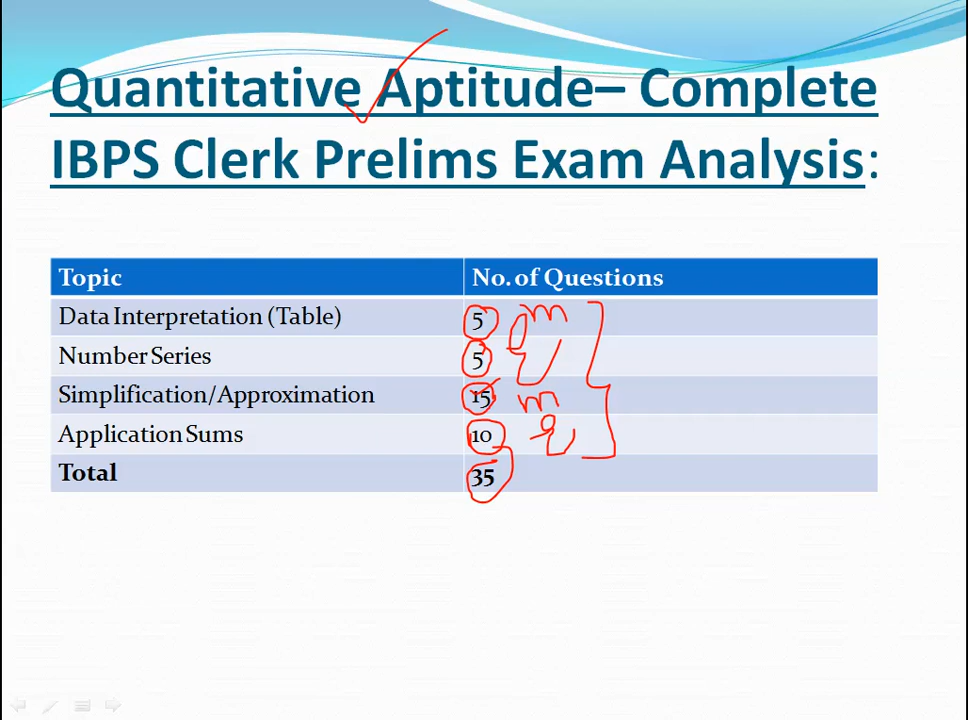 Quantitative Aptitude– Complete
IBPS Clerk Prelims Exam Analysis:
Topic No. of Questions
Data Interpretation (Table) 5 m
Number Series 5
Simplification/Approximation 15 m
Application Sums 10
Total 35